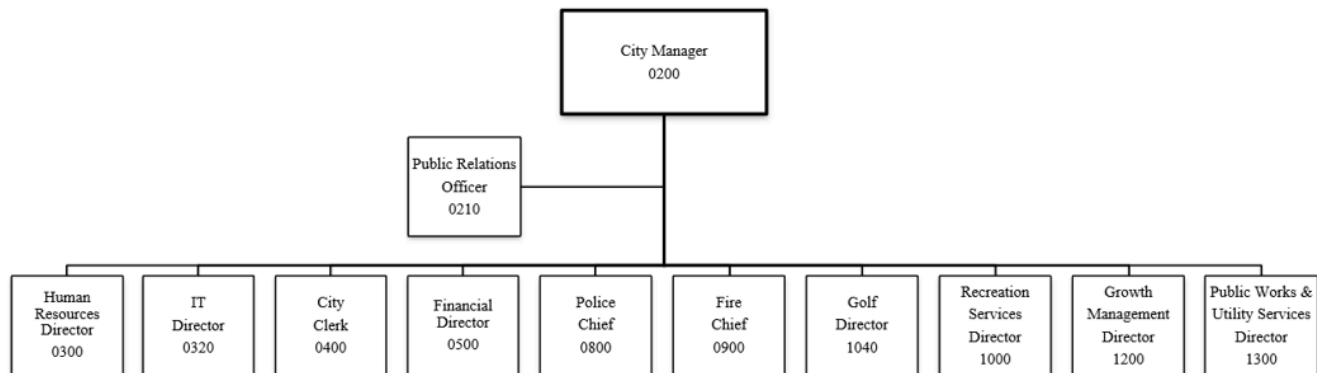 City Manager
0200
Public Relations
Officer
0210
Human
Resources
Director
0300
IT
Director
0320
City
Clerk
0400
Financial
Director
0500
Police
Chief
0800
Fire
Chief
0900
Golf
Director
1040
Recreation
Services
Director
1000
Growth
Management
Director
1200
Public Works &
Utility Services
Director
1300